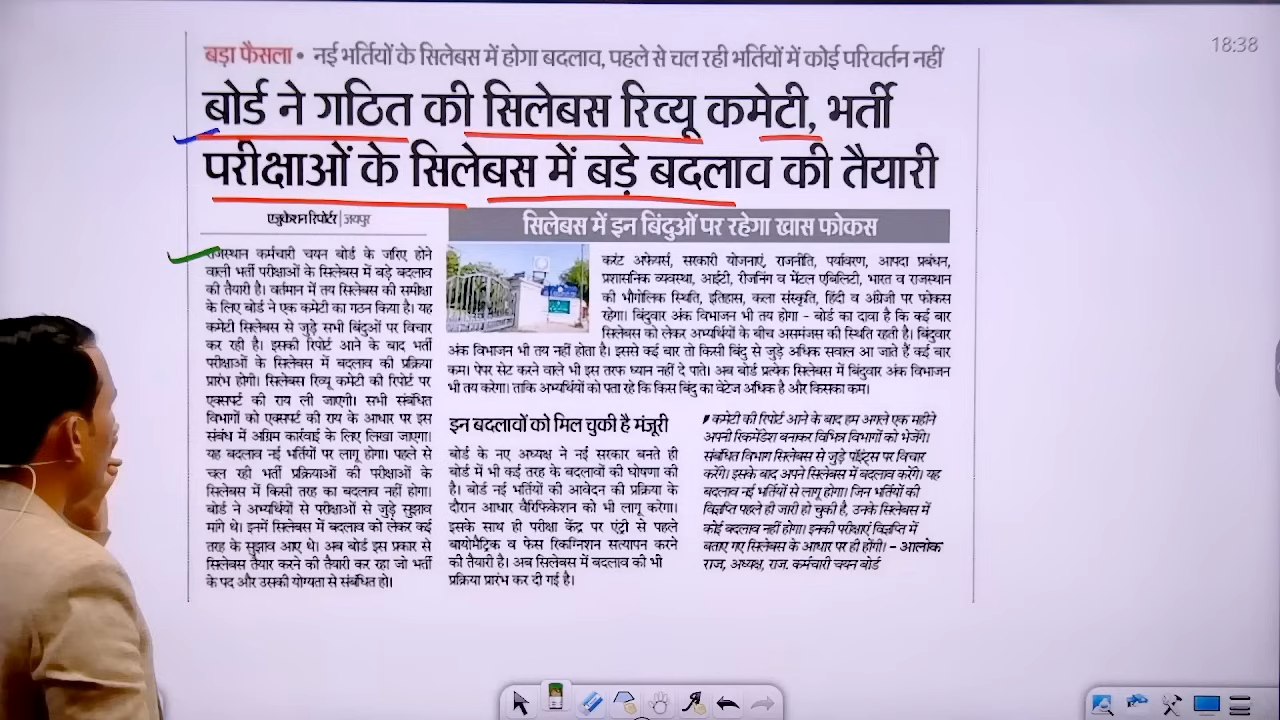 18:38
बड़ा फैसला • नई भर्तियों के सिलेबस में होगा बदलाव, पहले से चल रही भर्तियों में कोई परिवर्तन नहीं
बोर्ड ने गठित की सिलेबस रिव्यू कमेटी, भर्ती
परीक्षाओं के सिलेबस में बड़े बदलाव की तैयारी
एजुकेशन रिपोर्टर | जयपुर
राजस्थान कर्मचारी चयन बोर्ड के जरिए होने
वाली भर्ती परीक्षाओं के सिलेबस में बड़े बदलाव
की तैयारी है। वर्तमान में तय सिलेबस की समीक्षा
के लिए बोर्ड ने एक कमेटी का गठन किया है। यह
कमेटी सिलेबस से जुड़े सभी बिंदुओं पर विचार
कर रही है। इसकी रिपोर्ट आने के बाद भर्ती
परीक्षाओं के सिलेबस में बदलाव की प्रक्रिया
प्रारंभ होगी। सिलेबस रिव्यू कमेटी की रिपोर्ट पर
एक्सपर्ट की राय ली जाएगी। सभी संबंधित
विभागों को एक्सपर्ट की राय के आधार पर इस
संबंध में अग्रिम कार्रवाई के लिए लिखा जाएगा।
यह बदलाव नई भर्तियों पर लागू होगा। पहले से
चल रही भर्ती प्रक्रियाओं की परीक्षाओं के
सिलेबस में किसी तरह का बदलाव नहीं होगा।
बोर्ड ने अभ्यर्थियों से परीक्षाओं से जुड़े सुझाव
मांगे थे। इनमें सिलेबस में बदलाव को लेकर कई
तरह के सुझाव आए थे। अब बोर्ड इस प्रकार से
सिलेबस तैयार करने की तैयारी कर रहा जो भर्ती
के पद और उसकी योग्यता से संबंधित हो।
सिलेबस में इन बिंदुओं पर रहेगा खास फोकस
करंट अफेयर्स, सरकारी योजनाएं, राजनीति, पर्यावरण, आपदा प्रबंधन,
प्रशासनिक व्यवस्था, आईटी, रीजनिंग व मेंटल एबिलिटी, भारत व राजस्थान
की भौगोलिक स्थिति, इतिहास, कला संस्कृति, हिंदी व अंग्रेजी पर फोकस
रहेगा। बिंदुवार अंक विभाजन भी तय होगा - बोर्ड का दावा है कि कई बार
सिलेबस को लेकर अभ्यर्थियों के बीच असमंजस की स्थिति रहती है। बिंदुवार
अंक विभाजन भी तय नहीं होता है। इससे कई बार तो किसी बिंदु से जुड़े अधिक सवाल आ जाते हैं कई बार
कम। पेपर सेट करने वाले भी इस तरफ ध्यान नहीं दे पाते। अब बोर्ड प्रत्येक सिलेबस में बिंदुवार अंक विभाजन
भी तय करेगा। ताकि अभ्यर्थियों को पता रहे कि किस बिंदु का वेटेज अधिक है और किसका कम।
इन बदलावों को मिल चुकी है मंजूरी
बोर्ड के नए अध्यक्ष ने नई सरकार बनते ही
बोर्ड में भी कई तरह के बदलावों की घोषणा की
है। बोर्ड नई भर्तियों की आवेदन की प्रक्रिया के
दौरान आधार वैरिफिकेशन को भी लागू करेगा।
इसके साथ ही परीक्षा केंद्र पर एंट्री से पहले
बायोमैट्रिक व फेस रिकग्निशन सत्यापन करने
की तैयारी है। अब सिलेबस में बदलाव की भी
प्रक्रिया प्रारंभ कर दी गई है।
कमेटी की रिपोर्ट आने के बाद हम अगले एक महीने
अपनी रिकमेंडेशन बनाकर विभिन्न विभागों को भेजेंगे।
संबंधित विभाग सिलेबस से जुड़े पॉइंट्स पर विचार
करेंगे। इसके बाद अपने सिलेबस में बदलाव करेंगे। यह
बदलाव नई भर्तियों से लागू होगा। जिन भर्तियों की
विज्ञप्ति पहले ही जारी हो चुकी है, उनके सिलेबस में
कोई बदलाव नहीं होगा। इनकी परीक्षाएं विज्ञप्ति में
बताए गए सिलेबस के आधार पर ही होंगी। - आलोक
राज, अध्यक्ष, राज. कर्मचारी चयन बोर्ड